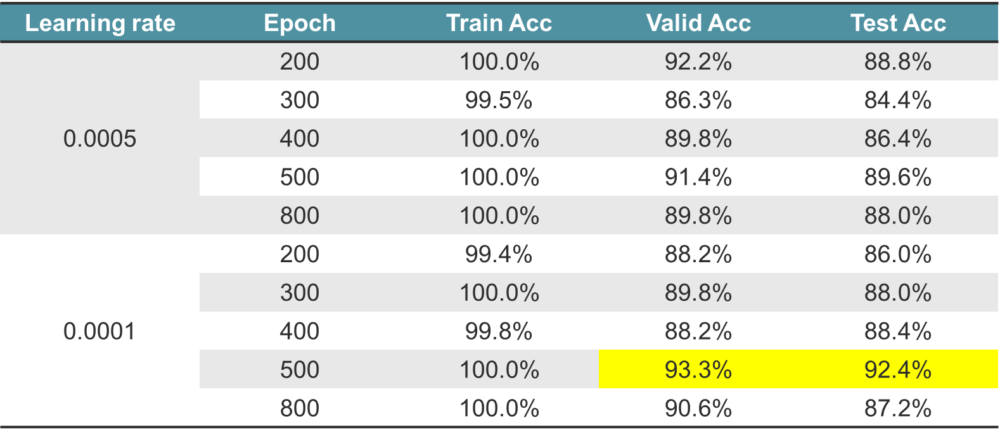 Learning rate Epoch Train Acc Valid Acc Test Acc
200 100.0% 92.2% 88.8%
300 99.5% 86.3% 84.4%
0.0005 400 100.0% 89.8% 86.4%
500 100.0% 91.4% 89.6%
800 100.0% 89.8% 88.0%
200 99.4% 88.2% 86.0%
300 100.0% 89.8% 88.0%
0.0001 400 99.8% 88.2% 88.4%
500 100.0% 93.3% 92.4%
800 100.0% 90.6% 87.2%